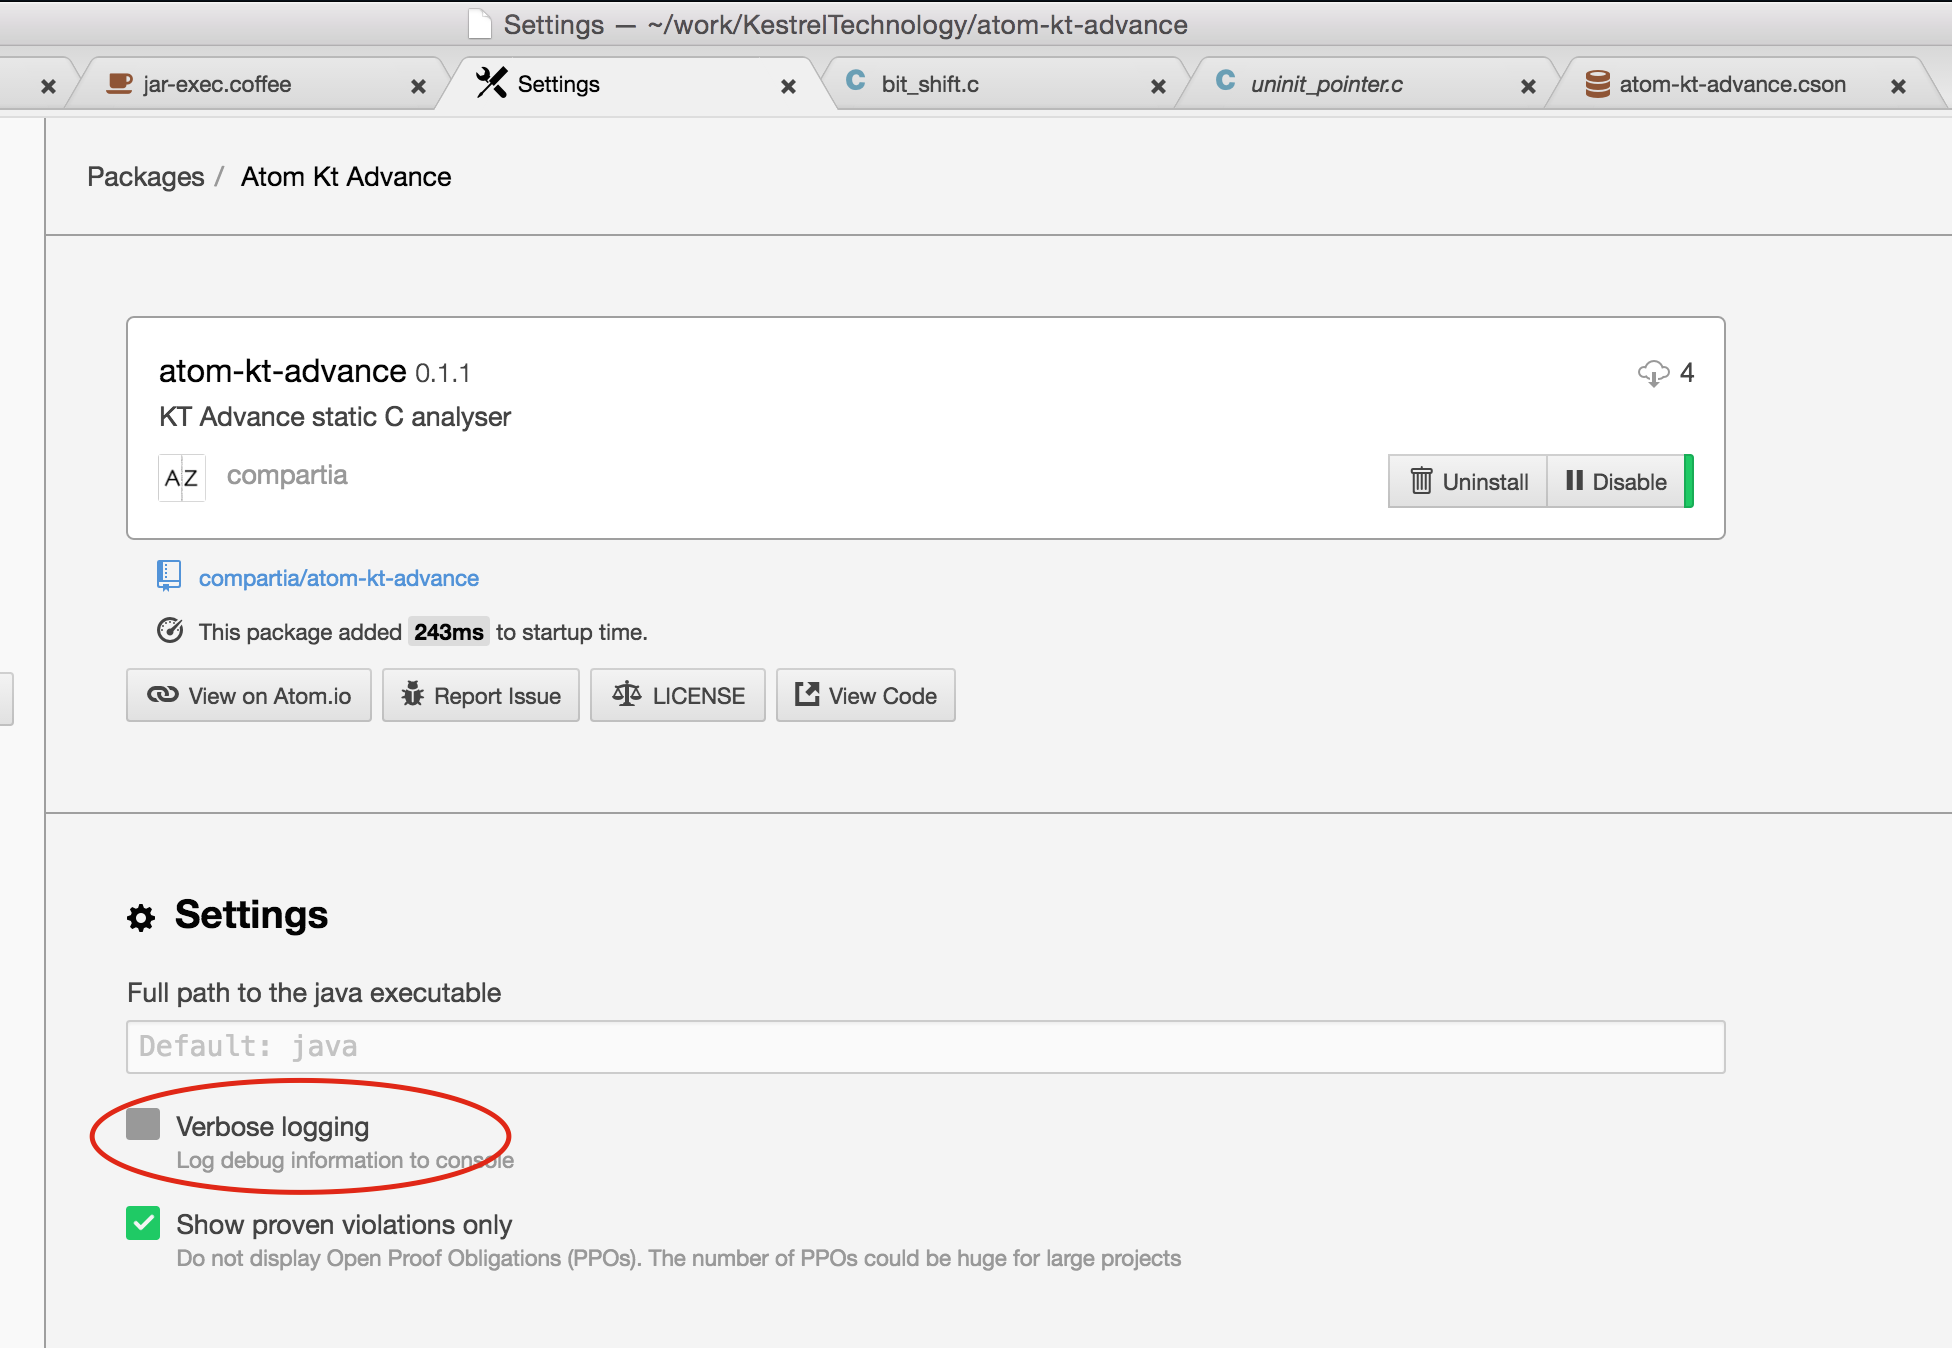 Settings — ~/work/KestrelTechnology/atom-kt-advance
jar-exec.coffee
Settings
bit_shift.c
uninit_pointer.c
atom-kt-advance.cson
Packages / Atom Kt Advance
atom-kt-advance 0.1.1
4
KT Advance static C analyser
AZ
compartia
Uninstall
Disable
compartia/atom-kt-advance
This package added 243ms to startup time.
View on Atom.io
Report Issue
LICENSE
View Code
Settings
Full path to the java executable
Default: java
Verbose logging
Log debug information to console
Show proven violations only
Do not display Open Proof Obligations (PPOs). The number of PPOs could be huge for large projects